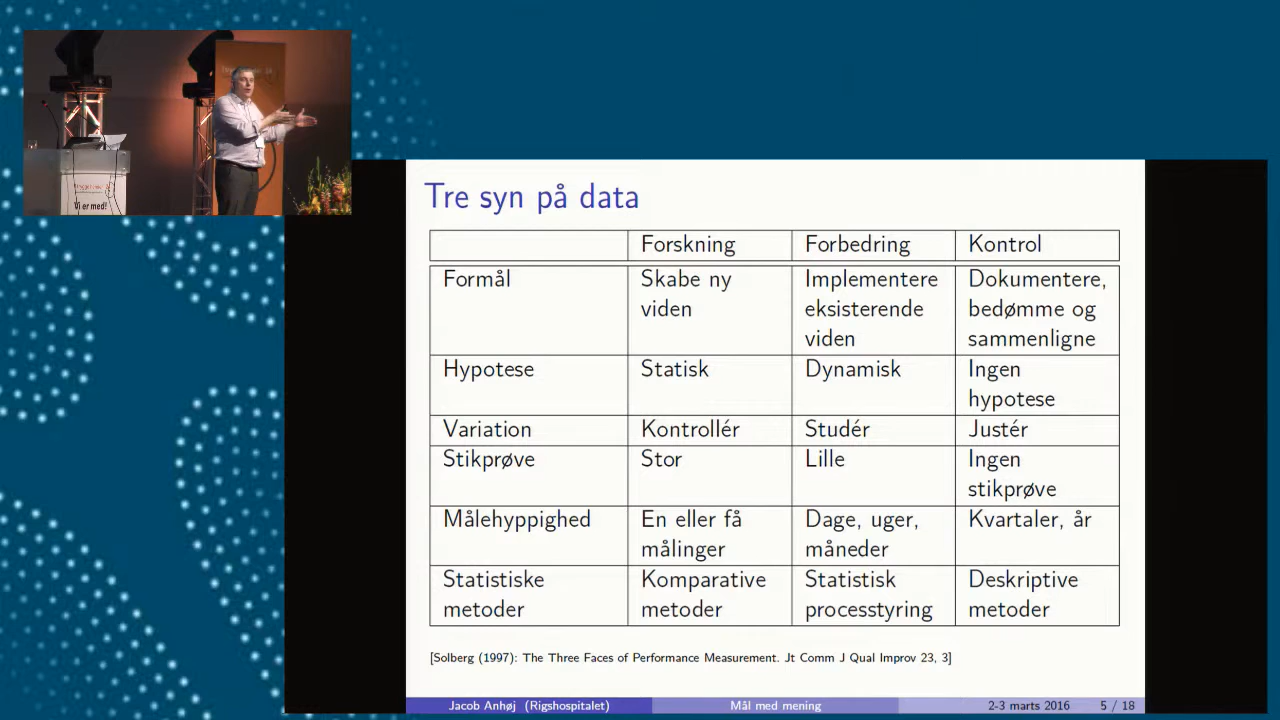 Vi er med!
Tre syn på data
Forskning Forbedring Kontrol
Formål Skabe ny Implementere Dokumentere,
viden eksisterende bedømme og
viden sammenligne
Hypotese Statisk Dynamisk Ingen
hypotese
Variation Kontrollér Studér Justér
Stikprøve Stor Lille Ingen
stikprøve
Målehyppighed En eller få Dage, uger, Kvartaler, år
målinger måneder
Statistiske Komparative Statistisk Deskriptive
metoder metoder processtyring metoder
[Solberg (1997): The Three Faces of Performance Measurement. Jt Comm J Qual Improv 23, 3]
Jacob Anhøj (Rigshospitalet) Mål med mening 2-3 marts 2016 5 / 18